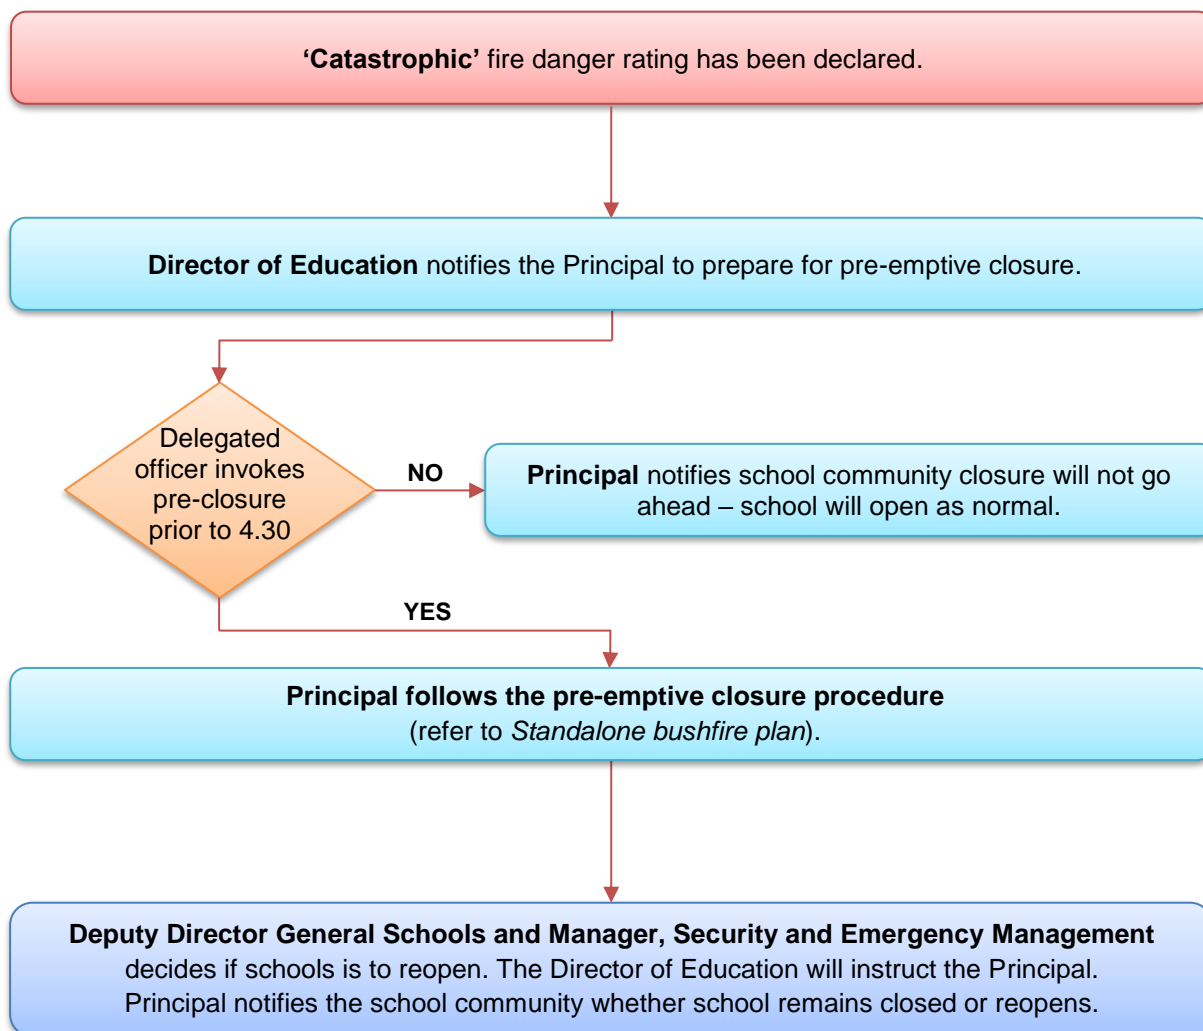 ‘Catastrophic’ fire danger rating has been declared.
Director of Education notifies the Principal to prepare for pre-emptive closure.
Delegated
officer invokes
pre-closure
prior to 4.30
NO
Principal notifies school community closure will not go
ahead – school will open as normal.
YES
Principal follows the pre-emptive closure procedure
(refer to Standalone bushfire plan).
Deputy Director General Schools and Manager, Security and Emergency Management
decides if schools is to reopen. The Director of Education will instruct the Principal.
Principal notifies the school community whether school remains closed or reopens.